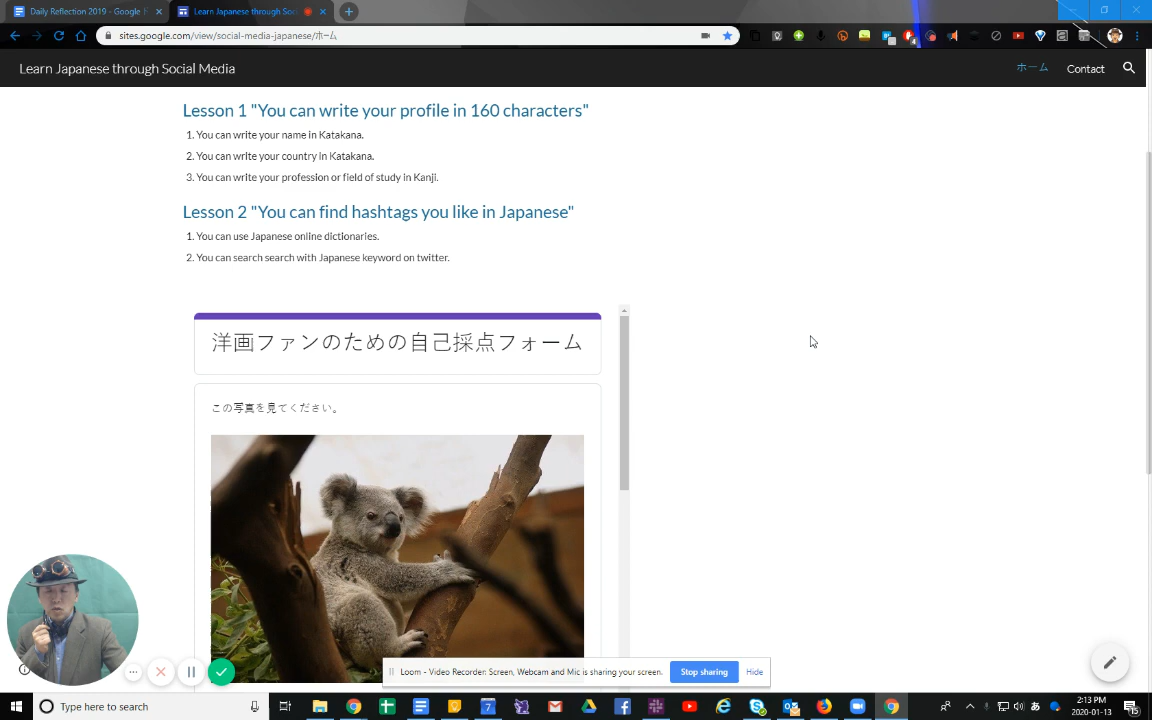 Daily Reflection 2019 - Google
Learn Japanese through Soc
sites.google.com/view/social-media-japanese/ホーム
Learn Japanese through Social Media
ホーム
Contact
Lesson 1 "You can write your profile in 160 characters"
1. You can write your name in Katakana.
2. You can write your country in Katakana.
3. You can write your profession or field of study in Kanji.
Lesson 2 "You can find hashtags you like in Japanese"
1. You can use Japanese online dictionaries.
2. You can search search with Japanese keyword on twitter.
洋画ファンのための自己採点フォーム
この写真を見てください。
Loom - Video Recorder: Screen, Webcam and Mic is sharing your screen.
Stop sharing
Hide
Type here to search
あ
2:13 PM
2020-01-13
15